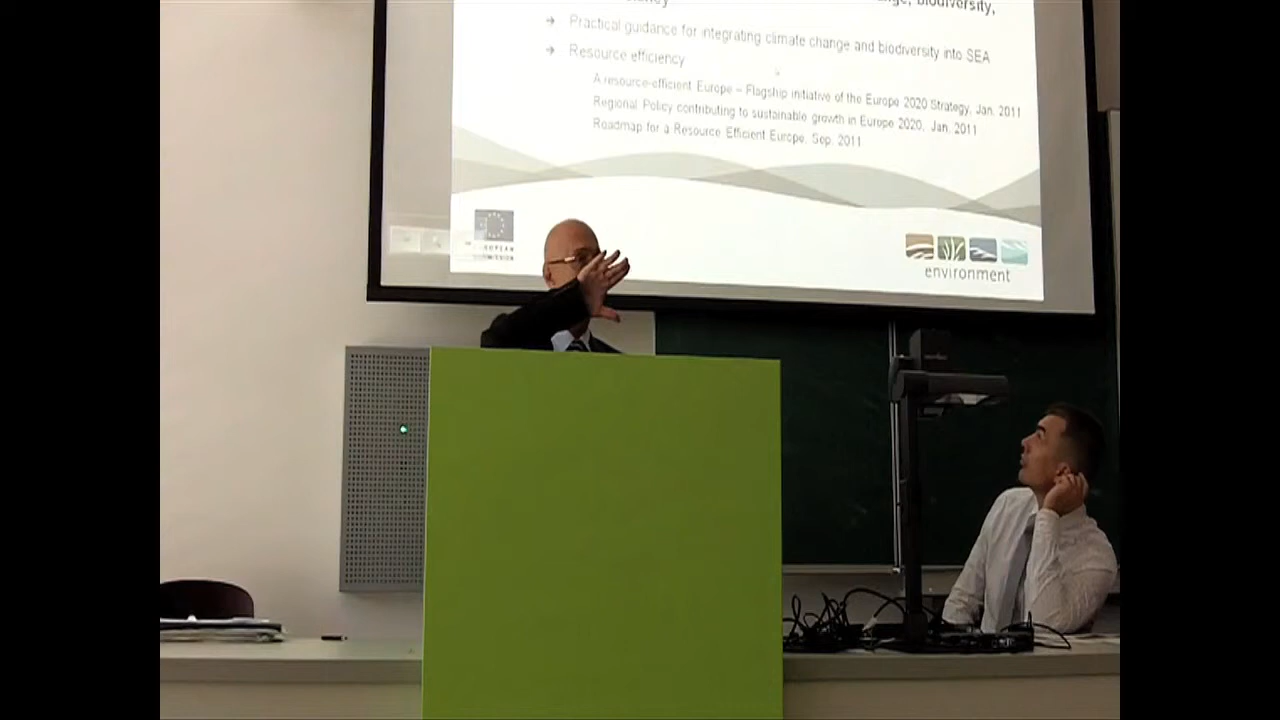 nge, biodiversity,
→ Practical guidance for integrating climate change and biodiversity into SEA
→ Resource efficiency
A resource-efficient Europe – Flagship initiative of the Europe 2020 Strategy, Jan. 2011
Regional Policy contributing to sustainable growth in Europe 2020, Jan. 2011
Roadmap for a Resource Efficient Europe, Sep. 2011
environment